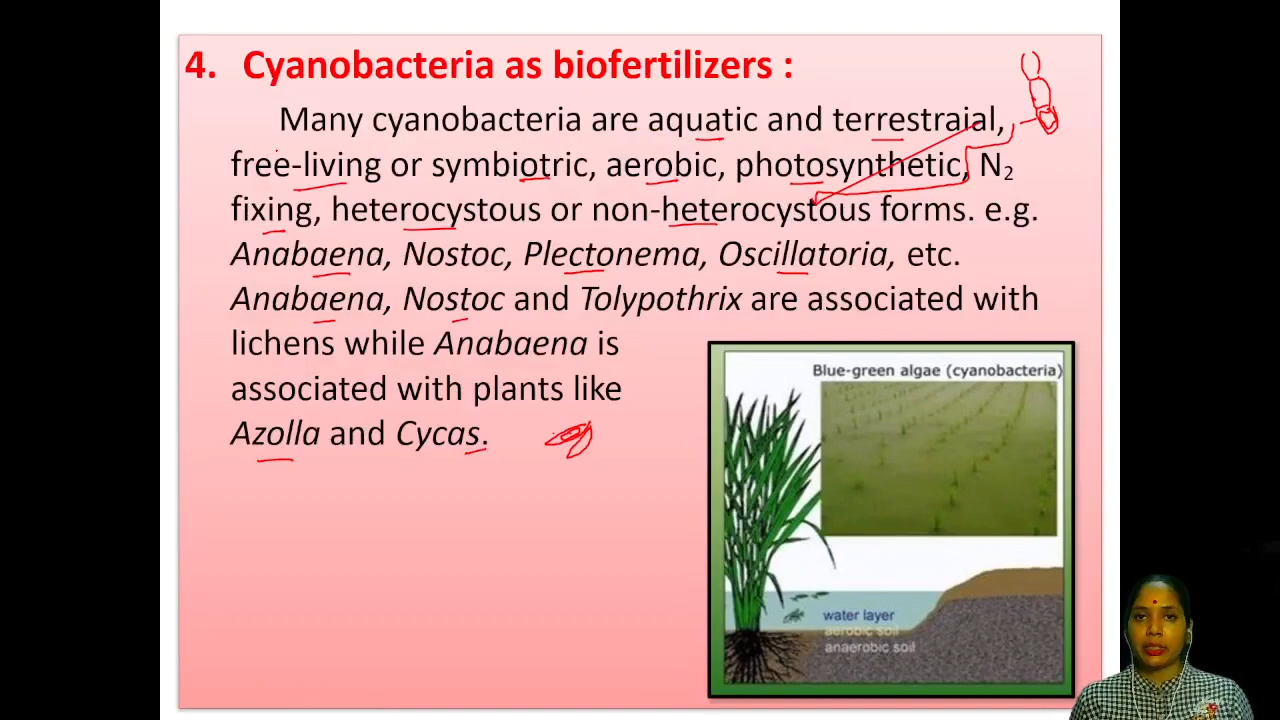 4. Cyanobacteria as biofertilizers :
Many cyanobacteria are aquatic and terrestraial,
free-living or symbiotric, aerobic, photosynthetic, N2
fixing, heterocystous or non-heterocystous forms. e.g.
Anabaena, Nostoc, Plectonema, Oscillatoria, etc.
Anabaena, Nostoc and Tolypothrix are associated with
lichens while Anabaena is
associated with plants like
Azolla and Cycas.
Blue-green algae (cyanobacteria)
water layer
aerobic soil
anaerobic soil